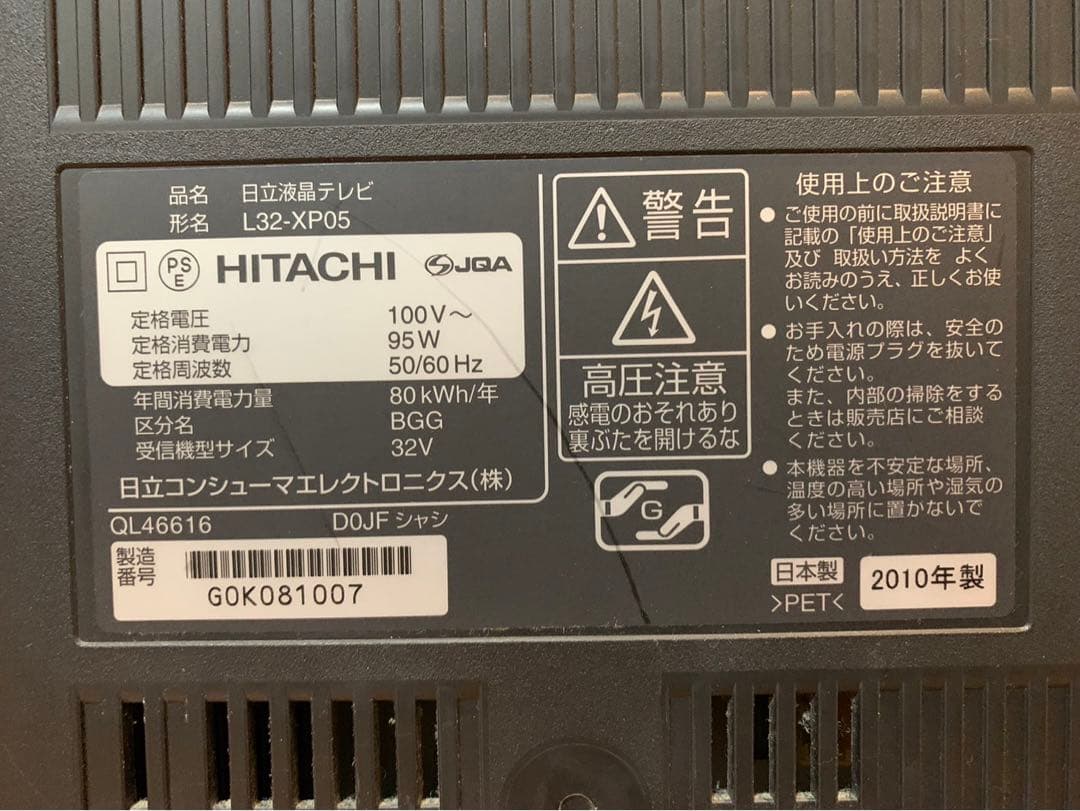 品名 日立液晶テレビ
形名 L32-XP05
PS
E
HITACHI
JQA
定格電圧 100V～
定格消費電力 95W
定格周波数 50/60Hz
年間消費電力量 80kWh/年
区分名 BGG
受信機型サイズ 32V
日立コンシューマエレクトロニクス(株)
QL46616 D0JFシャシ
製造
番号
G0K081007
警告
高圧注意
感電のおそれあり
裏ぶたを開けるな
G
使用上のご注意
●ご使用の前に取扱説明書に
記載の「使用上のご注意」
及び 取扱い方法を よく
お読みのうえ、正しくお使
いください。
●お手入れの際は、安全の
ため電源プラグを抜いて
ください。
また、内部の掃除をする
ときは販売店にご相談
ください。
●本機器を不安定な場所、
温度の高い場所や湿気の
多い場所に置かないで
ください。
日本製
>PET<
2010年製